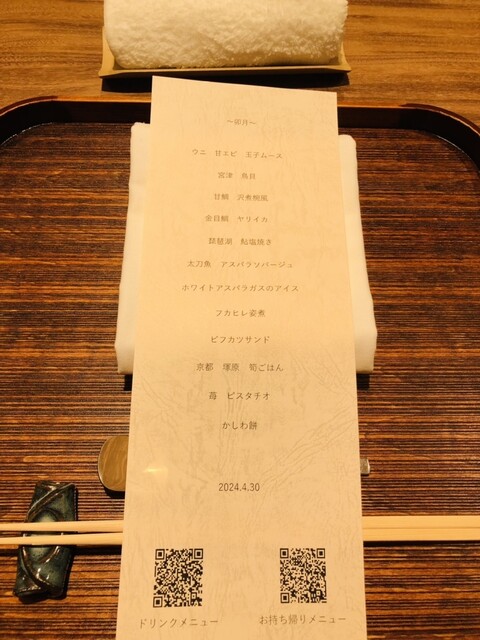 ～卯月～
ウニ　甘エビ　玉子ムース
宮津　鳥貝
甘鯛　沢煮椀風
金目鯛　ヤリイカ
琵琶湖　鮎塩焼き
太刀魚　アスパラソバージュ
ホワイトアスパラガスのアイス
フカヒレ姿煮
ビフカツサンド
京都　塚原　筍ごはん
苺　ピスタチオ
かしわ餅
2024.4.30
ドリンクメニュー　お持ち帰りメニュー